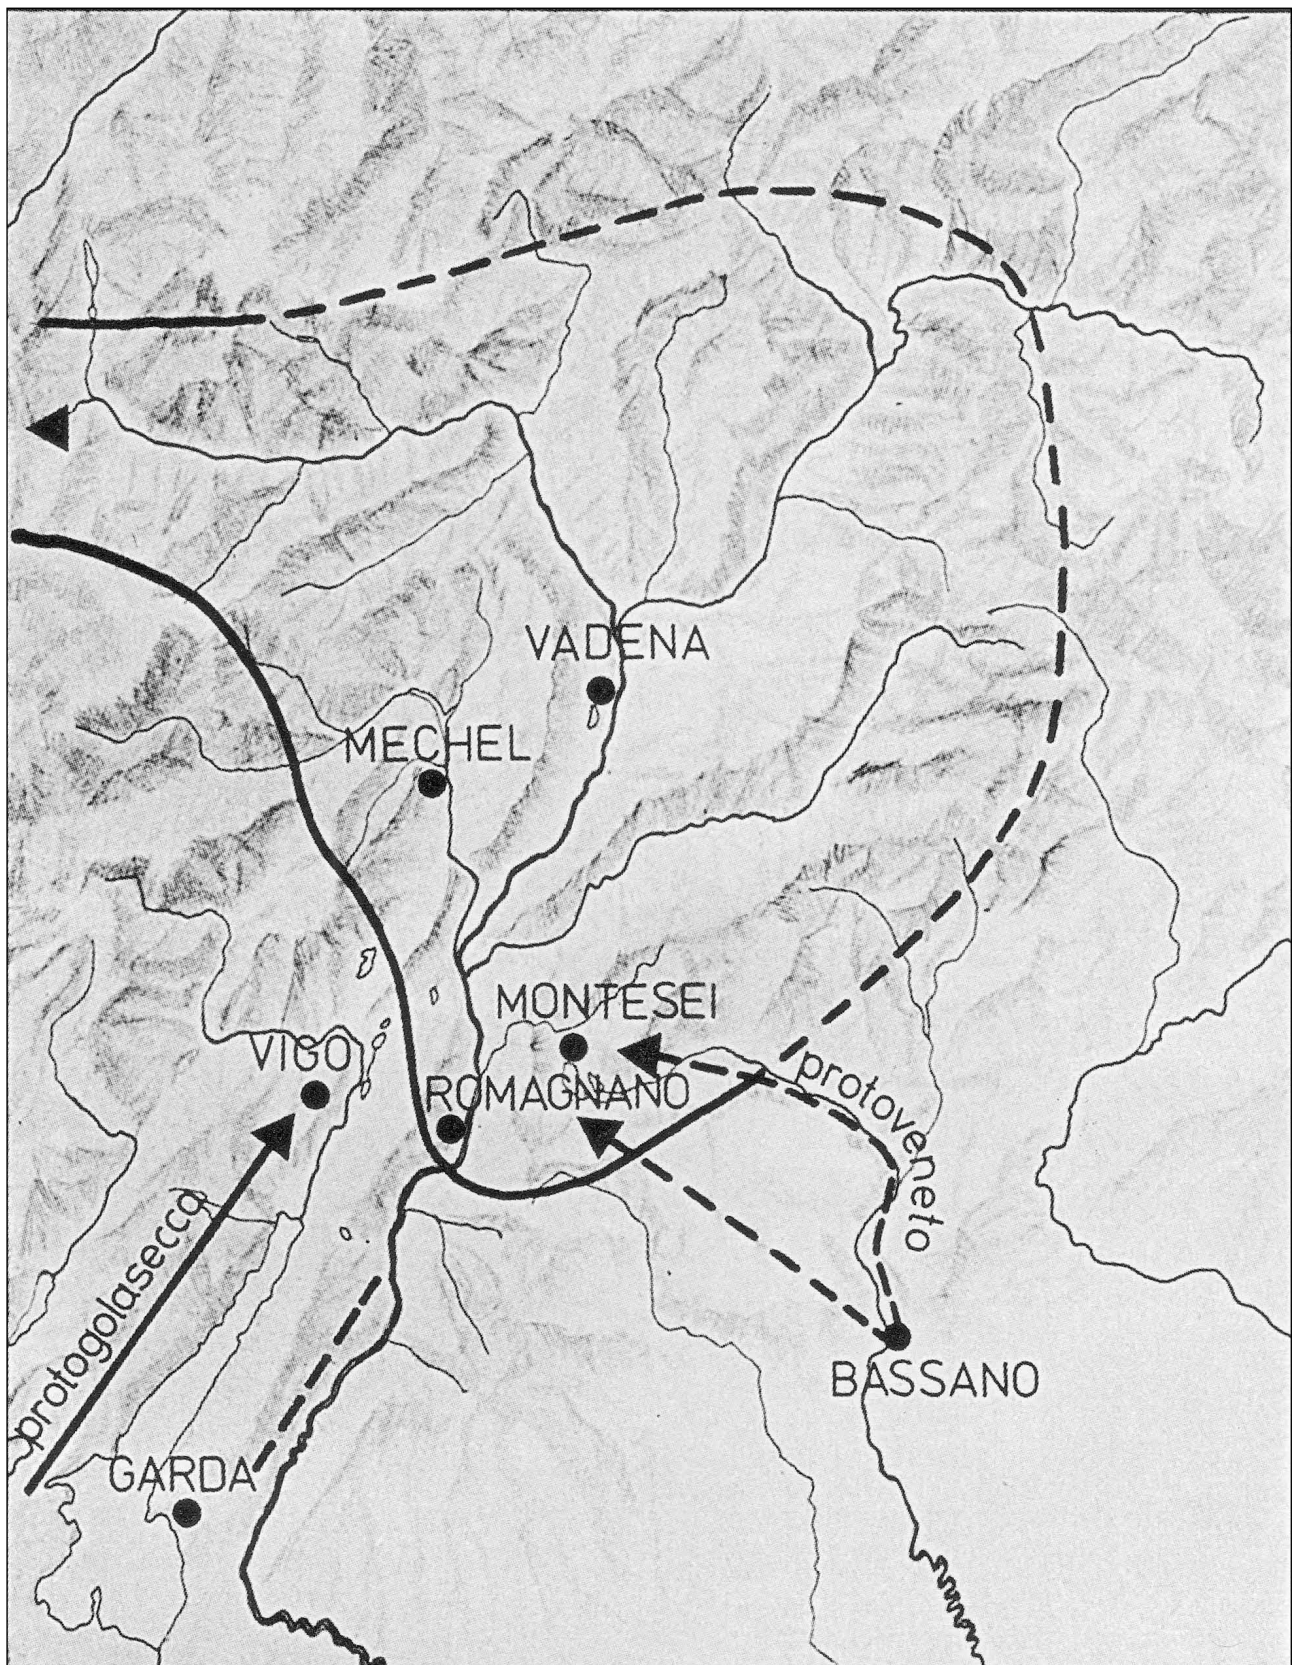 VADENA
MECHEL
MONTESEI
VIGO
ROMAGNANO
protoveneto
protogolasecca
BASSANO
GARDA